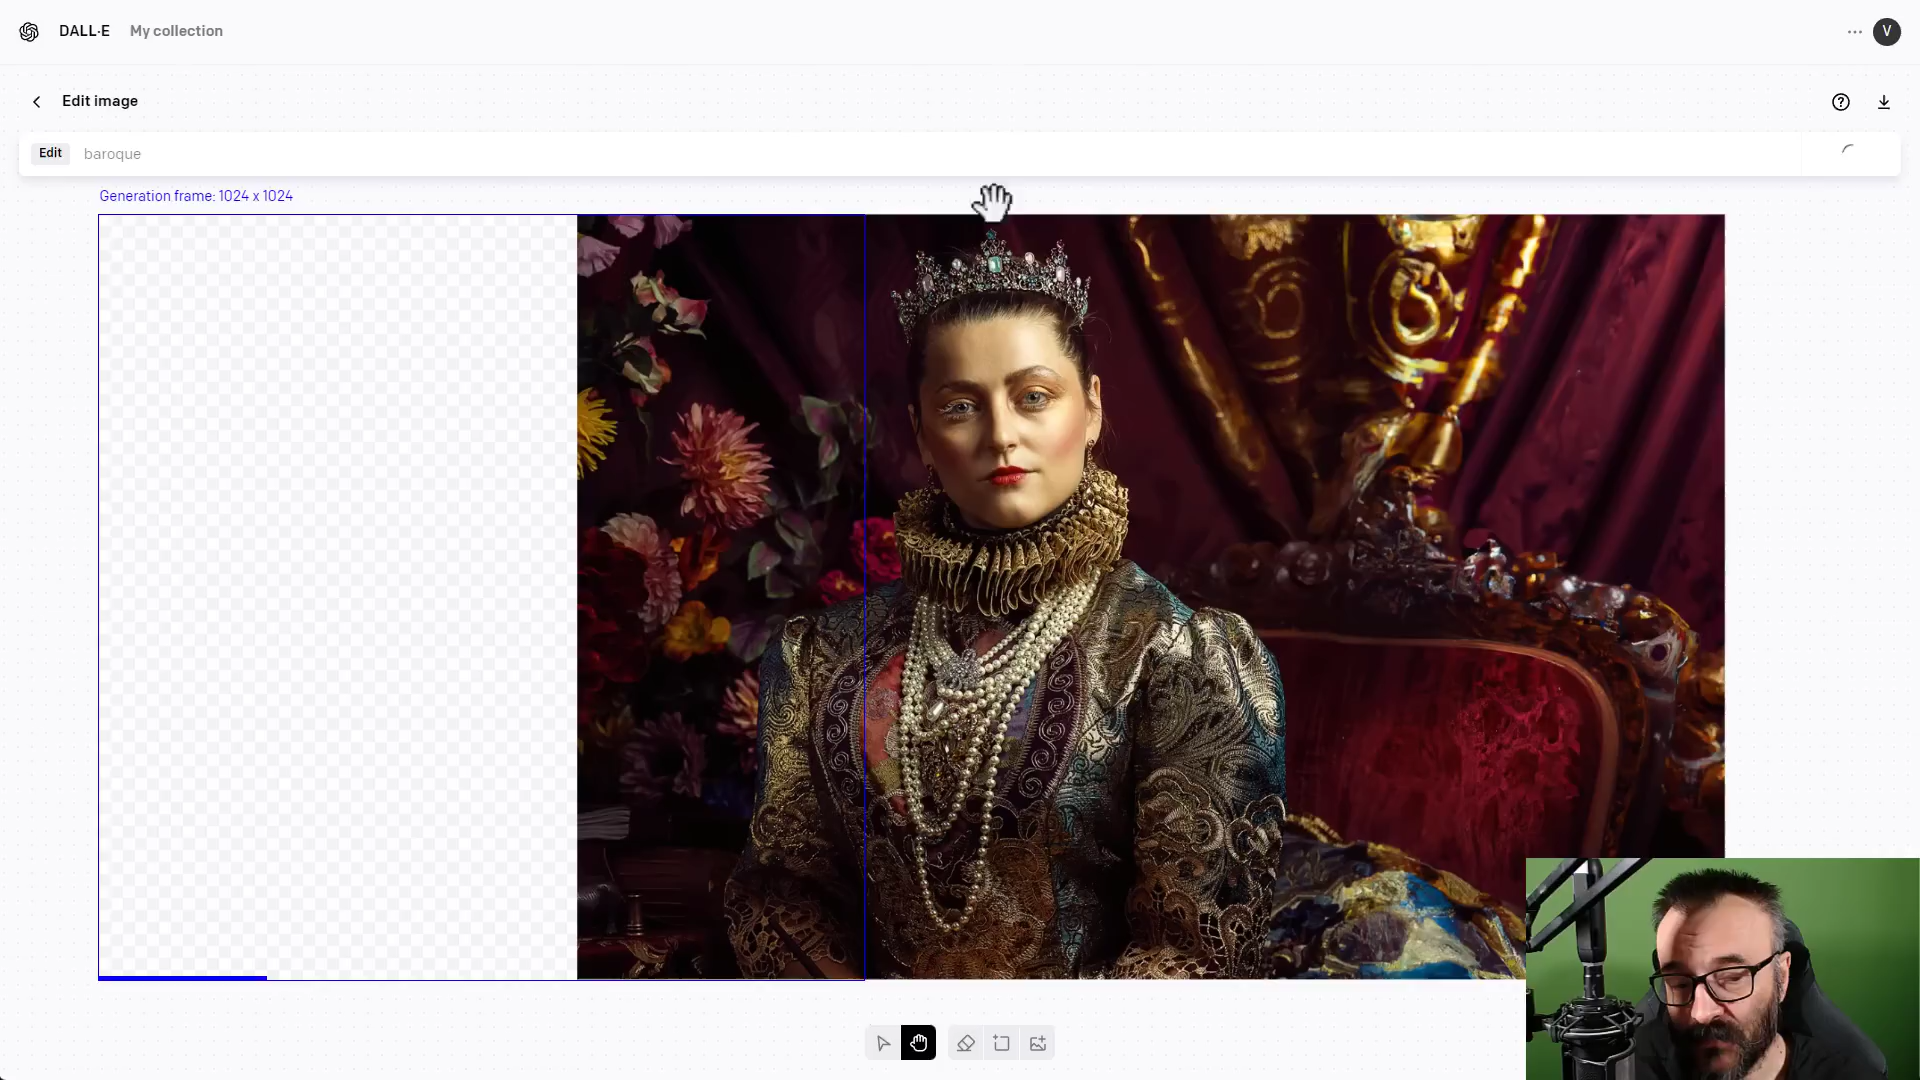 DALL·E My collection
··· V
Edit image
Edit baroque
Generation frame: 1024 x 1024